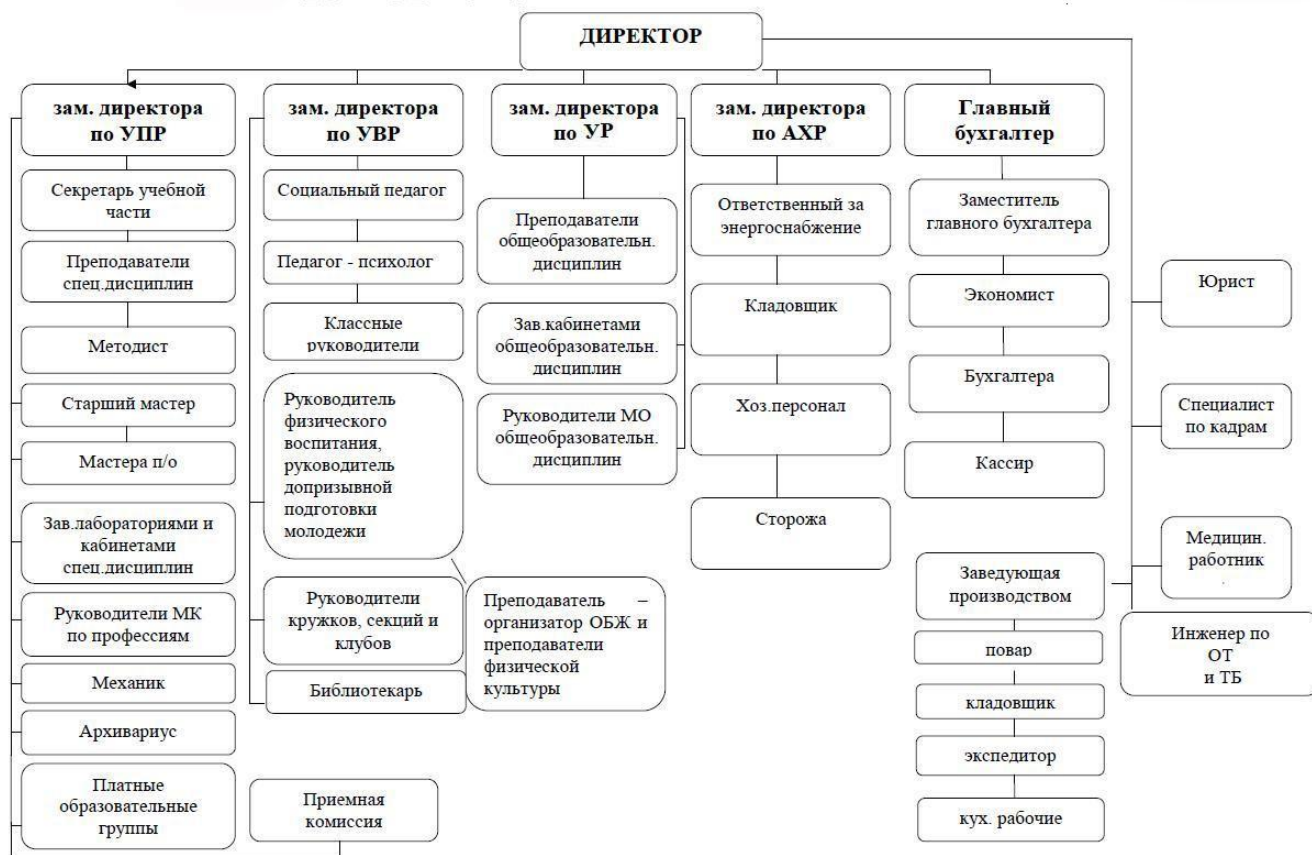 ДИРЕКТОР
зам. директора
по УПР
Секретарь учебной
части
Преподаватели
спец.дисциплин
Методист
Старший мастер
Мастера п/о
Зав.лабораториями и
кабинетами
спец.дисциплин
Руководители МК
по профессиям
Механик
Архивариус
Платные
образовательные
группы
зам. директора
по УВР
Социальный педагог
Педагог - психолог
Классные
руководители
Руководитель
физического
воспитания,
руководитель
допризывной
подготовки
молодежи
Руководители
кружков, секций и
клубов
Библиотекарь
Приемная
комиссия
зам. директора
по УР
Преподаватели
общеобразовательн.
дисциплин
Зав.кабинетами
общеобразовательн.
дисциплин
Руководители МО
общеобразовательн.
дисциплин
Преподаватель –
организатор ОБЖ и
преподаватели
физической
культуры
зам. директора
по АХР
Ответственный за
энергоснабжение
Кладовщик
Хоз.персонал
Сторожа
Главный
бухгалтер
Заместитель
главного бухгалтера
Экономист
Бухгалтера
Кассир
Заведующая
производством
повар
кладовщик
экспедитор
кух. рабочие
Юрист
Специалист
по кадрам
Медицин.
работник
Инженер по
ОТ
и ТБ